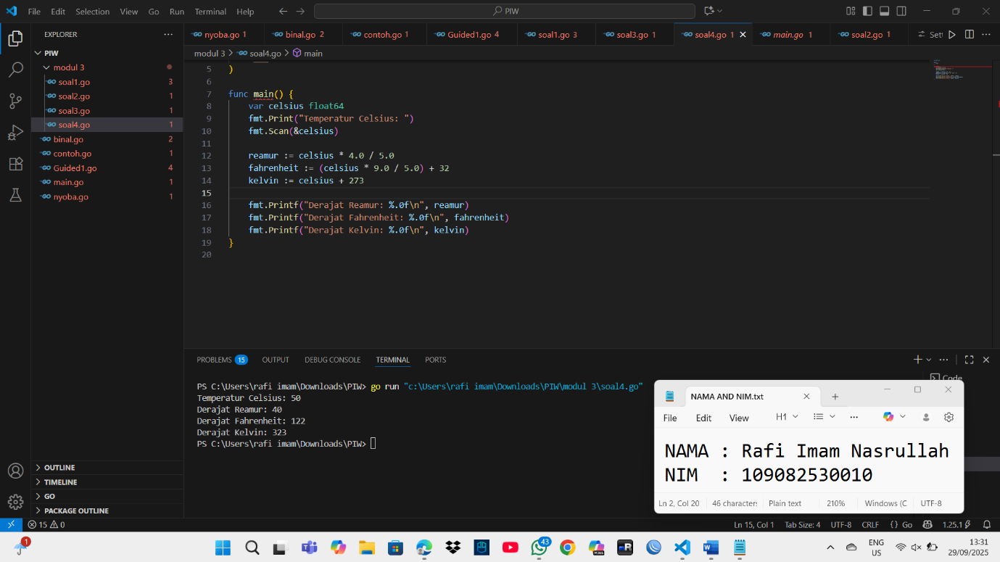 File Edit Selection View Go Run Terminal Help
PIW
EXPLORER
PIW
modul 3
soal1.go 3
soal2.go 1
soal3.go 1
soal4.go 1
binal.go 2
contoh.go 1
Guided1.go 4
main.go 1
nyoba.go 1
OUTLINE
TIMELINE
GO
PACKAGE OUTLINE
nyoba.go 1 binal.go 2 contoh.go 1 Guided1.go 4 soal1.go 3 soal3.go 1 soal4.go 1 main.go 1 soal2.go 1
modul 3 > soal4.go > main
5 )
6
7 func main() {
8 var celsius float64
9 fmt.Print("Temperatur Celsius: ")
10 fmt.Scan(&celsius)
11
12 reamur := celsius * 4.0 / 5.0
13 fahrenheit := (celsius * 9.0 / 5.0) + 32
14 kelvin := celsius + 273
15
16 fmt.Printf("Derajat Reamur: %.0f\n", reamur)
17 fmt.Printf("Derajat Fahrenheit: %.0f\n", fahrenheit)
18 fmt.Printf("Derajat Kelvin: %.0f\n", kelvin)
19 }
20
PROBLEMS 15 OUTPUT DEBUG CONSOLE TERMINAL PORTS
Code
PS C:\Users\rafi imam\Downloads\PIW> go run "c:\Users\rafi imam\Downloads\PIW\modul 3\soal4.go"
Temperatur Celsius: 50
Derajat Reamur: 40
Derajat Fahrenheit: 122
Derajat Kelvin: 323
PS C:\Users\rafi imam\Downloads\PIW>
NAMA AND NIM.txt
File Edit View H1
NAMA : Rafi Imam Nasrullah
NIM : 109082530010
Ln 2, Col 20 46 characters Plain text 210% Windows (C UTF-8
15 0 Ln 15, Col 1 Tab Size: 4 UTF-8 CRLF {} Go 1.25.1
1
43
ENG
US
13:31
29/09/2025